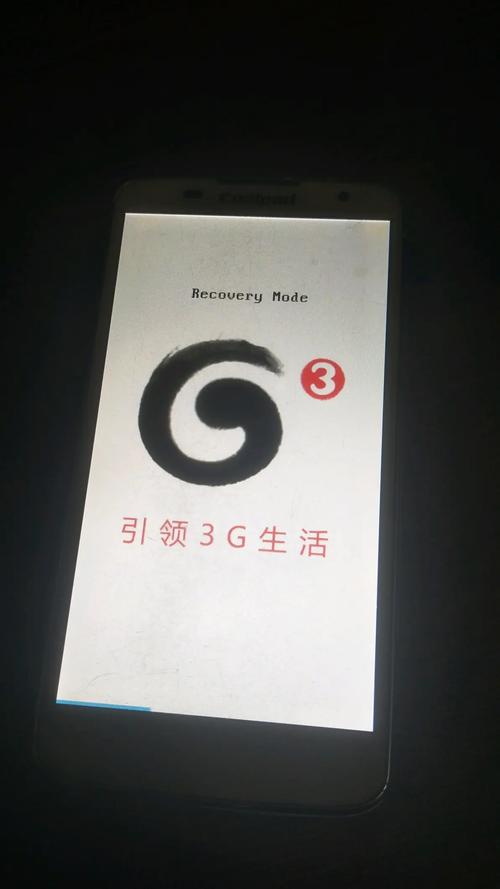 Coolpad
Recovery Mode
3
引领3G生活